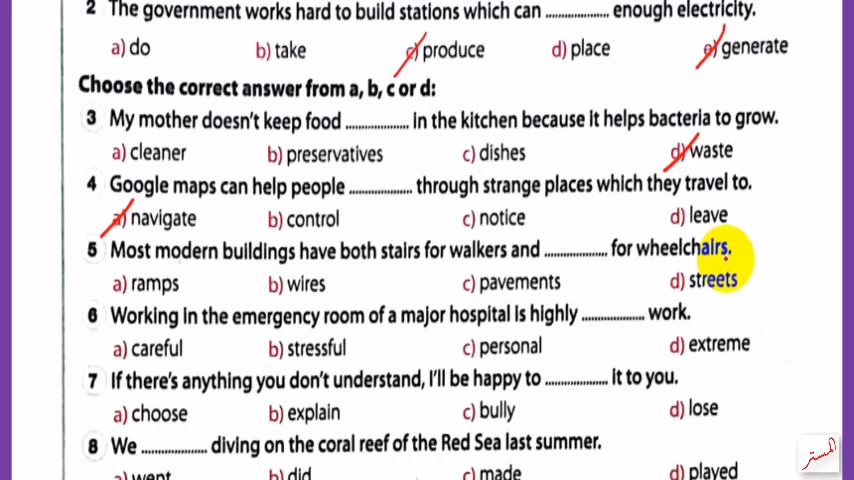 2 The government works hard to build stations which can ................. enough electricity.
a) do b) take c) produce d) place e) generate
Choose the correct answer from a, b, c or d:
3 My mother doesn't keep food ................. in the kitchen because it helps bacteria to grow.
a) cleaner b) preservatives c) dishes d) waste
4 Google maps can help people ................. through strange places which they travel to.
a) navigate b) control c) notice d) leave
5 Most modern buildings have both stairs for walkers and ................. for wheelchairs.
a) ramps b) wires c) pavements d) streets
6 Working in the emergency room of a major hospital is highly ................. work.
a) careful b) stressful c) personal d) extreme
7 If there's anything you don't understand, I'll be happy to ................. it to you.
a) choose b) explain c) bully d) lose
8 We ................. diving on the coral reef of the Red Sea last summer.
a) went b) did c) made d) played
المستر